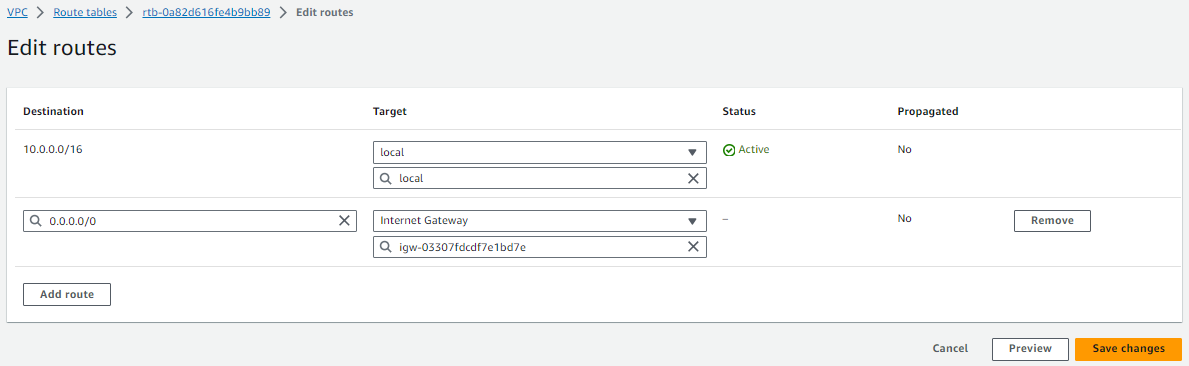 VPC > Route tables > rtb-0a82d616fe4b9bb89 > Edit routes
Edit routes
Destination Target Status Propagated
10.0.0.0/16 local Active No
local
0.0.0.0/0 Internet Gateway – No Remove
igw-03307fdcdf7e1bd7e
Add route
Cancel Preview Save changes